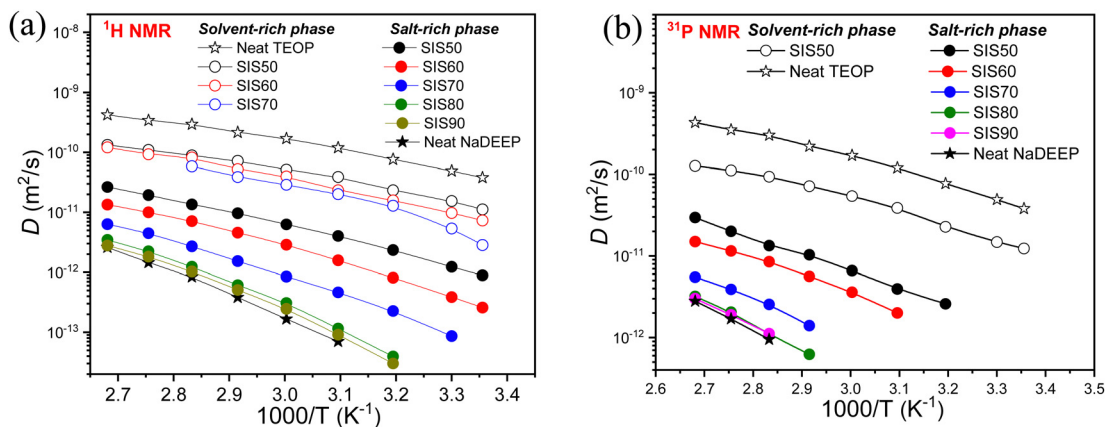 (a)
¹H NMR
Solvent-rich phase
Neat TEOP
SIS50
SIS60
SIS70
Salt-rich phase
SIS50
SIS60
SIS70
SIS80
SIS90
Neat NaDEEP
10⁻⁸
10⁻⁹
10⁻¹⁰
10⁻¹¹
10⁻¹²
10⁻¹³
D (m²/s)
2.7 2.8 2.9 3.0 3.1 3.2 3.3 3.4
1000/T (K⁻¹)
(b)
³¹P NMR
Solvent-rich phase
SIS50
Neat TEOP
Salt-rich phase
SIS50
SIS60
SIS70
SIS80
SIS90
Neat NaDEEP
10⁻⁸
10⁻⁹
10⁻¹⁰
10⁻¹¹
10⁻¹²
D (m²/s)
2.6 2.7 2.8 2.9 3.0 3.1 3.2 3.3 3.4 3.5
1000/T (K⁻¹)